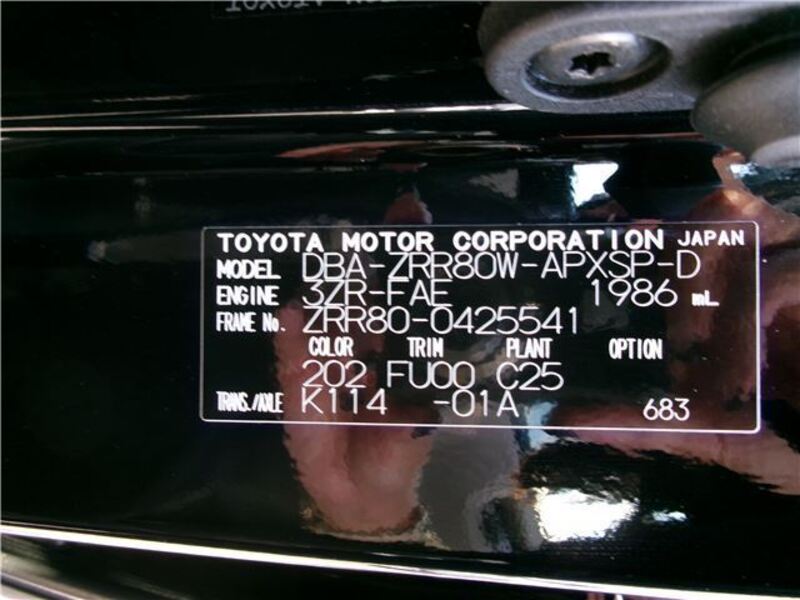 TOYOTA MOTOR CORPORATION JAPAN
MODEL DBA-ZRR80W-APXSP-D
ENGINE 3ZR-FAE 1986 mL
FRAME No. ZRR80-0425541
COLOR TRIM PLANT OPTION
202 FU00 C25
TRANS./AXLE K114 -01A 683